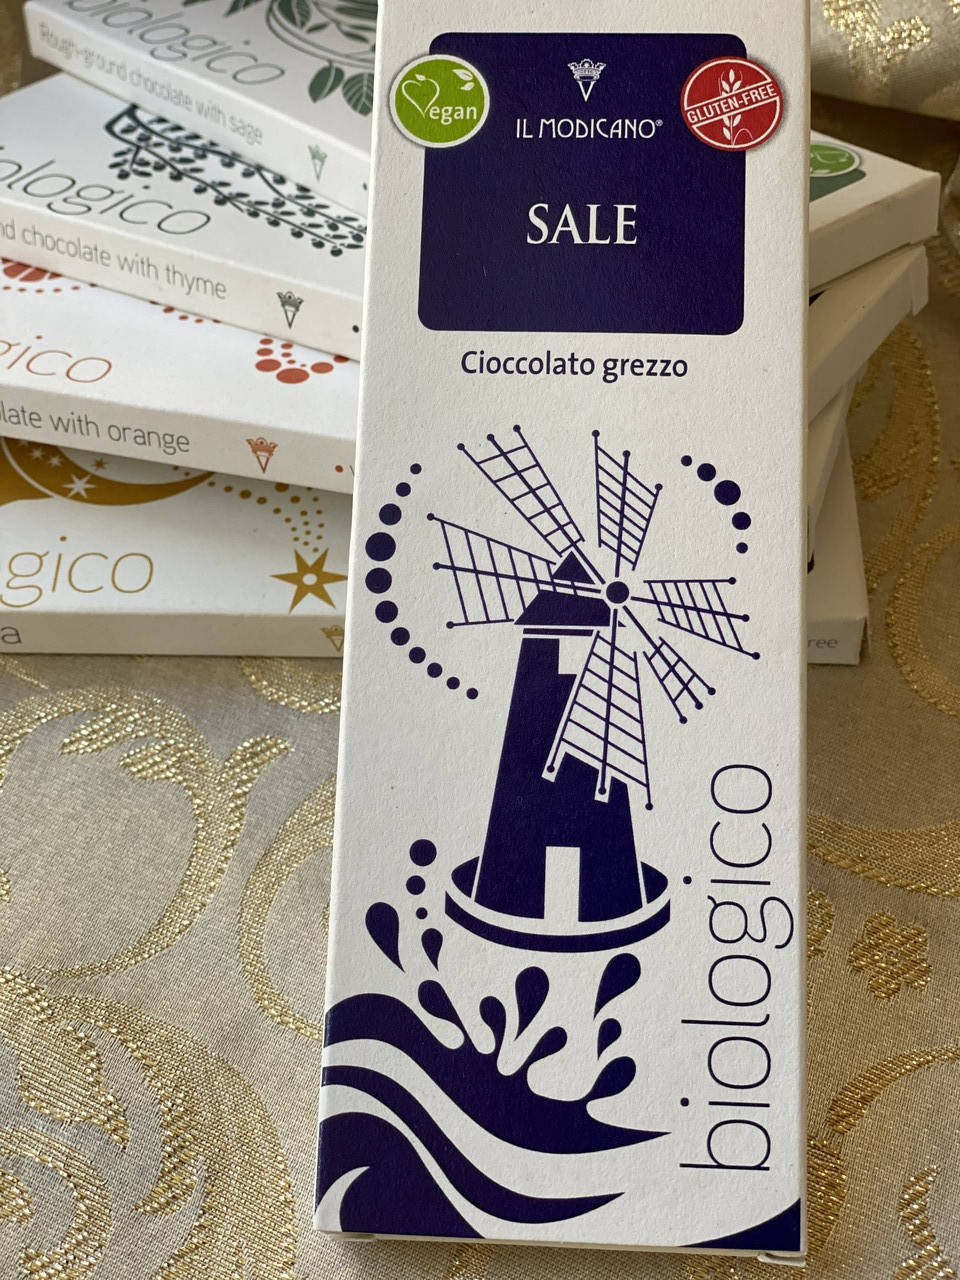 biologico
Rough-ground chocolate with sage
ologico
nd chocolate with thyme
gico
late with orange
gico
a
Vegan
GLUTEN-FREE
IL MODICANO®
SALE
Cioccolato grezzo
biologico
ree